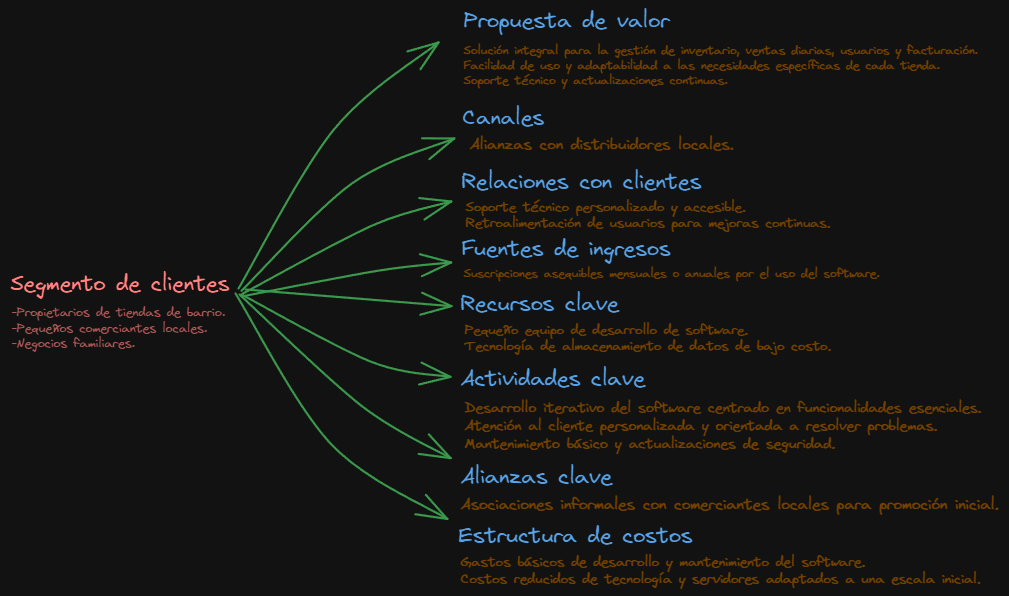 Propuesta de valor
Solución integral para la gestión de inventario, ventas diarias, usuarios y facturación.
Facilidad de uso y adaptabilidad a las necesidades específicas de cada tienda.
Soporte técnico y actualizaciones continuas.
Canales
Alianzas con distribuidores locales.
Relaciones con clientes
Soporte técnico personalizado y accesible.
Retroalimentación de usuarios para mejoras continuas.
Fuentes de ingresos
Suscripciones asequibles mensuales o anuales por el uso del software.
Segmento de clientes
-Propietarios de tiendas de barrio.
-Pequeños comerciantes locales.
-Negocios familiares.
Recursos clave
Pequeño equipo de desarrollo de software.
Tecnología de almacenamiento de datos de bajo costo.
Actividades clave
Desarrollo iterativo del software centrado en funcionalidades esenciales.
Atención al cliente personalizada y orientada a resolver problemas.
Mantenimiento básico y actualizaciones de seguridad.
Alianzas clave
Asociaciones informales con comerciantes locales para promoción inicial.
Estructura de costos
Gastos básicos de desarrollo y mantenimiento del software.
Costos reducidos de tecnología y servidores adaptados a una escala inicial.